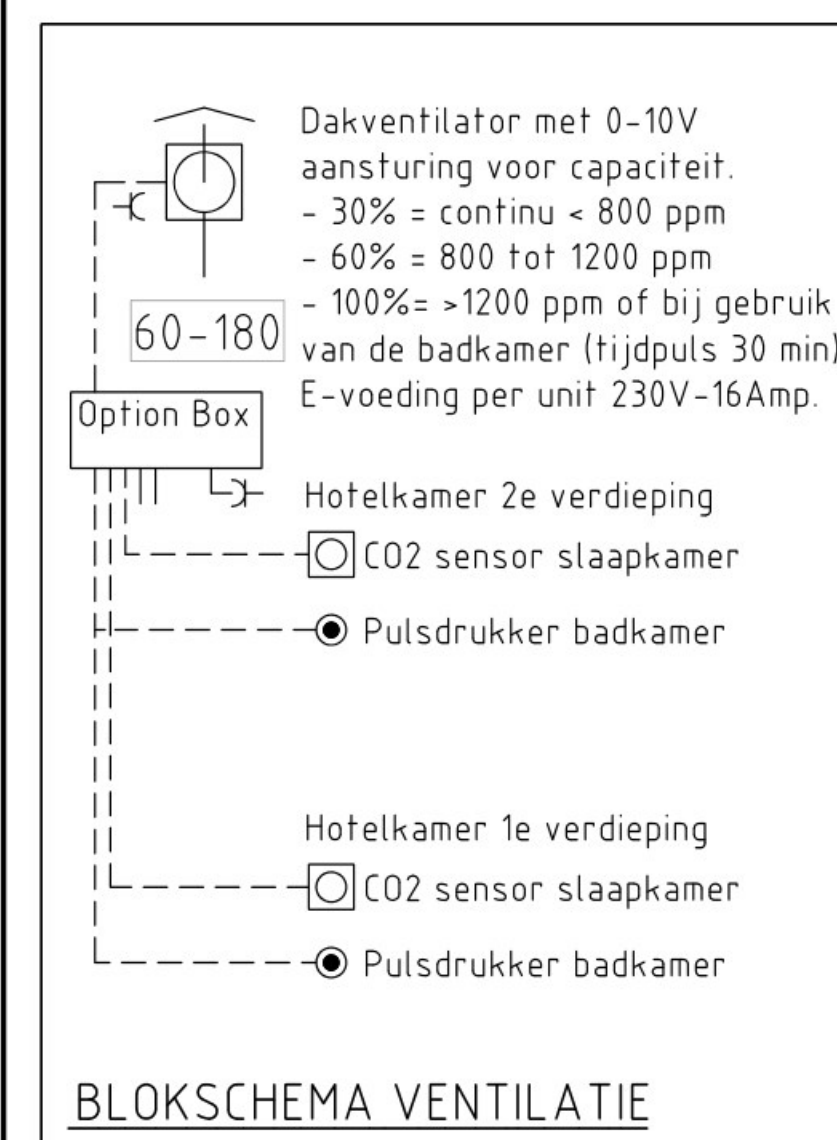 Dakventilator met 0-10V
aansturing voor capaciteit.
- 30% = continu < 800 ppm
- 60% = 800 tot 1200 ppm
- 100%= >1200 ppm of bij gebruik
van de badkamer (tijdpuls 30 min)
E-voeding per unit 230V-16Amp.
60-180
Option Box
Hotelkamer 2e verdieping
CO2 sensor slaapkamer
Pulsdrukker badkamer
Hotelkamer 1e verdieping
CO2 sensor slaapkamer
Pulsdrukker badkamer
BLOKSCHEMA VENTILATIE